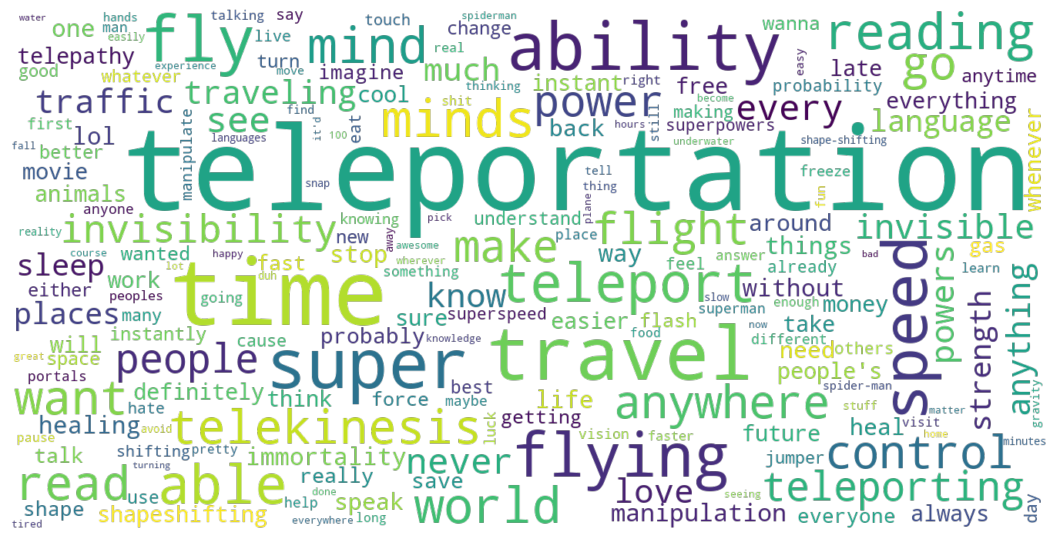 water
hands
one
man
easily
telepathy
good
experience
whatever
fly
talking
spiderman
say
live
turn
move
imagine
mind
touch
change
real
much
thinking
ability
instant
right
free
easy
wanna
probability
late
reading
go
anytime
everything
traffic
traveling
cool
first
lol
fall
better
movie
animals
anyone
see
languages
manipulate
find
it'd
100
snap
eat
shit
minds
power
back
still
hours
making
become
superpowers
underwater
every
shape-shifting
language
whenever
teleportation
tell
thing
planet
freeze
fun
invisibility
knowing
pick
away
understand
place
flight
around
invisible
reality
course
happy
new
stop
awesome
wherever
make
way
feel
answer
things
already
gas
bad
learn
sleep
wanted
lot
duh
fast
something
teleport
slow
without
speed
powers
strength
anything
gravity
either
work
peoples
going
time
know
superman
enough
money
places
many
instantly
cause
sure
superspeed
easier
flash
now
different
take
will
space
great
portals
people
probably
knowledge
super
travel
food
need
others
people's
spider-man
stuff
matter
want
definitely
think
force
best
maybe
luck
life
getting
anywhere
healing
hate
avoid
telekinesis
vision
faster
future
heal
visit
home
minutes
pause
talk
shifting
pretty
turning
immortality
never
flying
jumper
control
read
able
really
save
done
help
speak
world
love
seeing
teleporting
shape
use
shapeshifting
everywhere
long
manipulation
everyone
always
day
tired